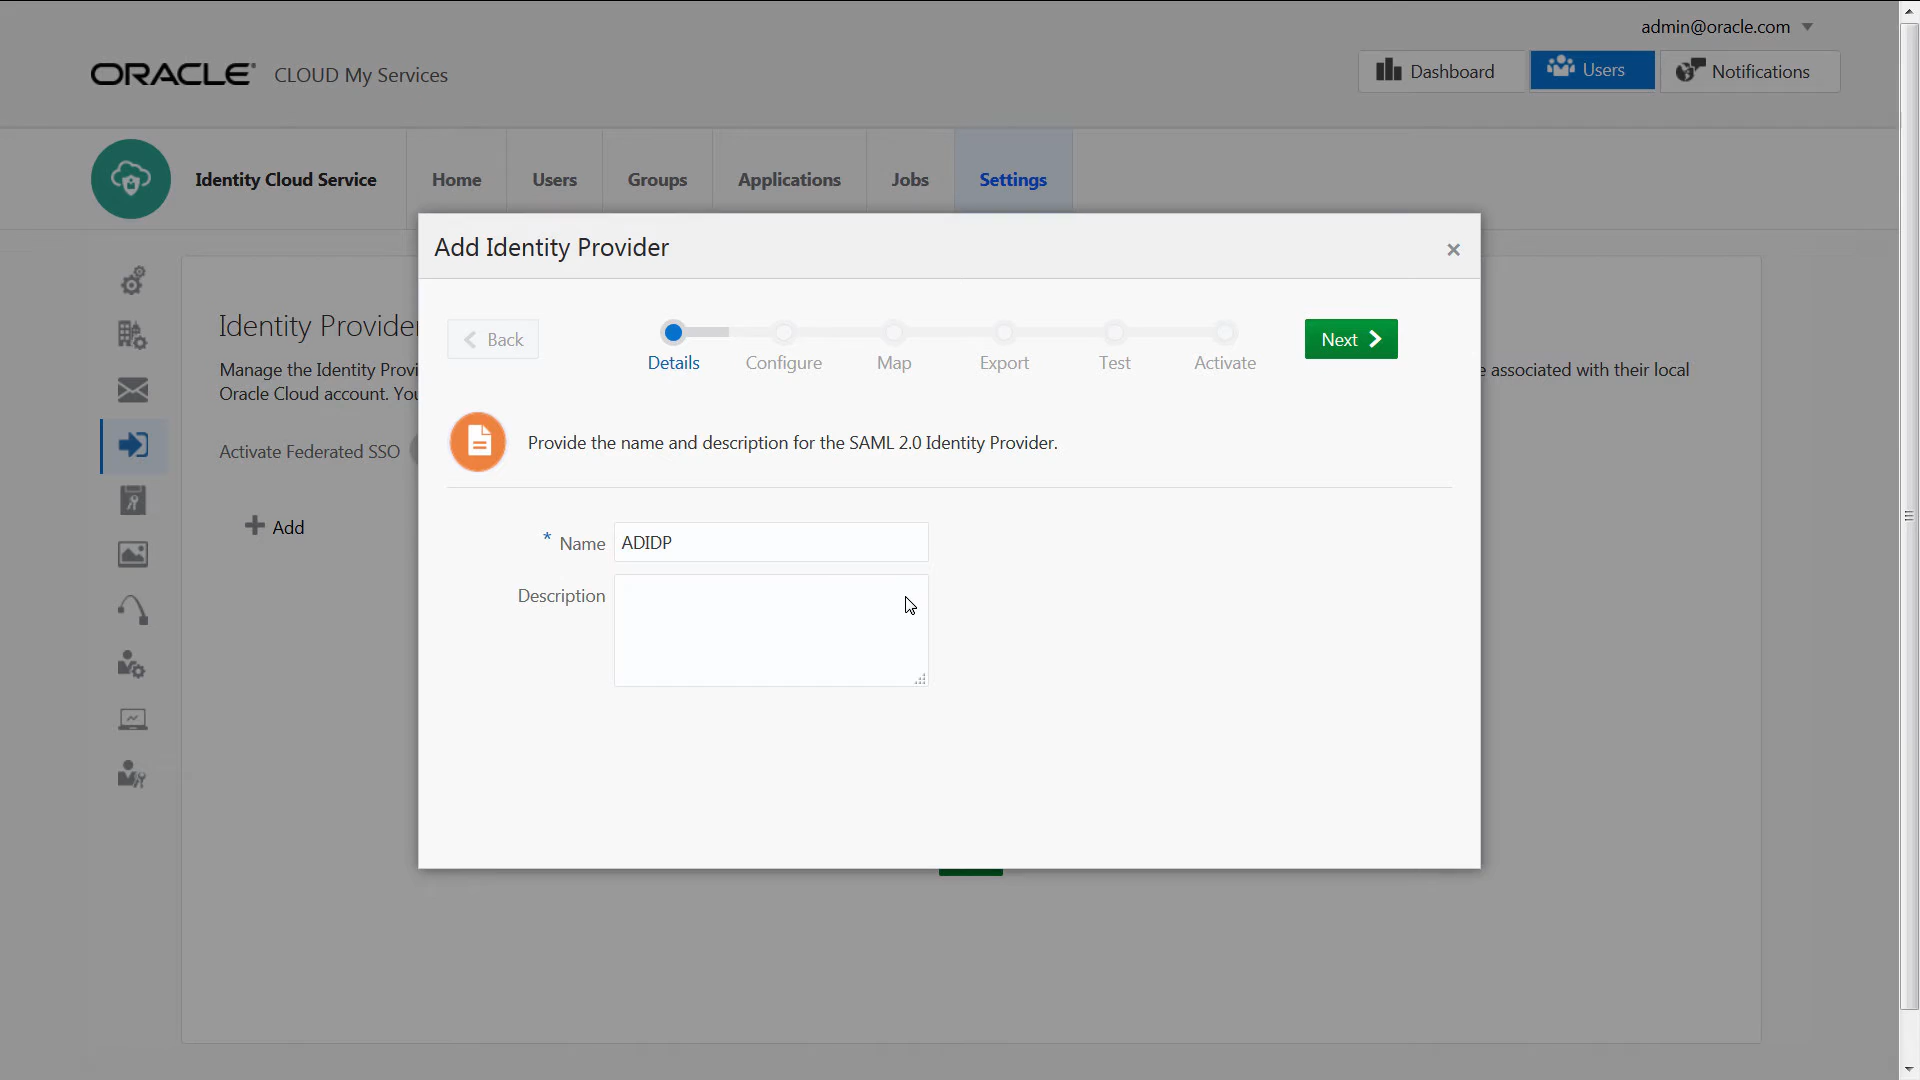 admin@oracle.com
ORACLE® CLOUD My Services
Dashboard
Users
Notifications
Identity Cloud Service
Home
Users
Groups
Applications
Jobs
Settings
Add Identity Provider
×
Back
Details
Configure
Map
Export
Test
Activate
Next
Identity Provider
Manage the Identity Provi
e associated with their local
Oracle Cloud account. You
Activate Federated SSO
Add
Provide the name and description for the SAML 2.0 Identity Provider.
* Name
ADIDP
Description